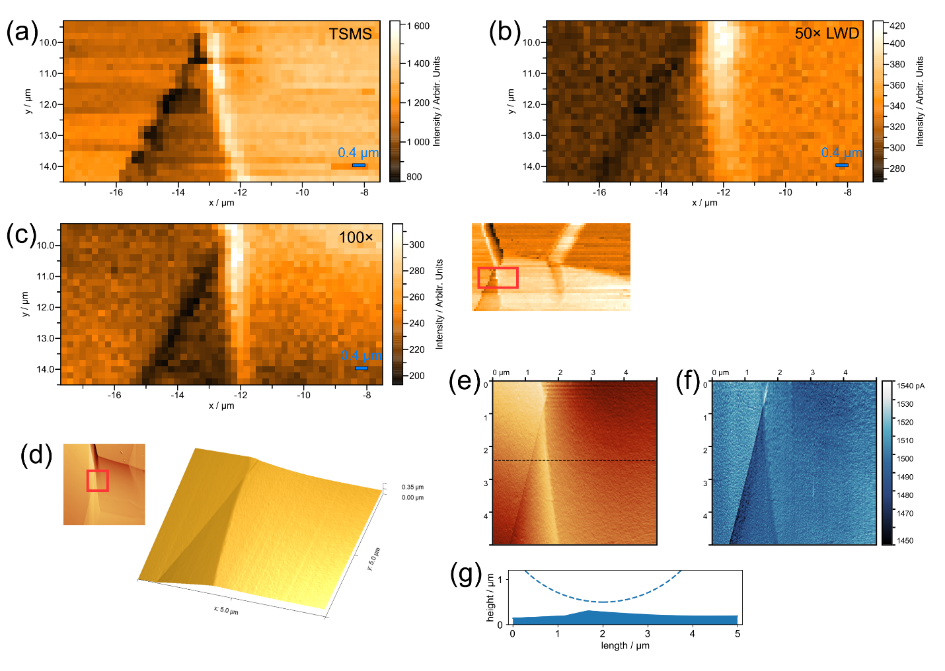 (a)
TSMS
10.0
11.0
12.0
13.0
14.0
y / µm
-16
-14
-12
-10
-8
x / µm
0.4 µm
1 600
1 400
1 200
1 000
800
Intensity / Arbitr. Units
(b)
50× LWD
10.0
11.0
12.0
13.0
14.0
y / µm
-16
-14
-12
-10
-8
x / µm
0.4 µm
420
400
380
360
340
320
300
280
Intensity / Arbitr. Units
(c)
100×
10.0
11.0
12.0
13.0
14.0
y / µm
-16
-14
-12
-10
-8
x / µm
0.4 µm
300
280
260
240
220
200
Intensity / Arbitr. Units
(d)
0.35 µm
0.00 µm
y: 5.0 µm
x: 5.0 µm
(e)
0 µm
1
2
3
4
0
1
2
3
4
(f)
0 µm
1
2
3
4
0
1
2
3
4
1540 pA
1530
1510
1500
1490
1480
1470
1460
1450
(g)
1
0
height / µm
0
1
2
3
4
5
length / µm